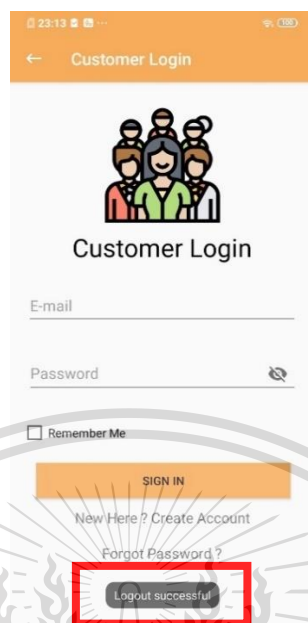 23:13
100
Customer Login
Customer Login
E-mail
Password
Remember Me
SIGN IN
New Here ? Create Account
Forgot Password ?
Logout successful